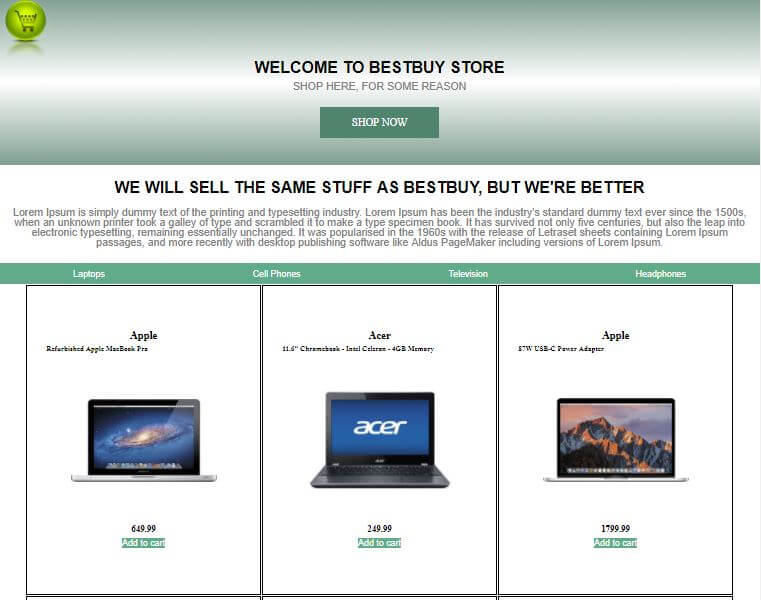 WELCOME TO BESTBUY STORE
SHOP HERE, FOR SOME REASON
SHOP NOW
WE WILL SELL THE SAME STUFF AS BESTBUY, BUT WE'RE BETTER
Lorem Ipsum is simply dummy text of the printing and typesetting industry. Lorem Ipsum has been the industry's standard dummy text ever since the 1500s,
when an unknown printer took a galley of type and scrambled it to make a type specimen book. It has survived not only five centuries, but also the leap into
electronic typesetting, remaining essentially unchanged. It was popularised in the 1960s with the release of Letraset sheets containing Lorem Ipsum
passages, and more recently with desktop publishing software like Aldus PageMaker including versions of Lorem Ipsum.
Laptops Cell Phones Television Headphones
Apple
Refurbished Apple MacBook Pro
649.99
Add to cart
Acer
11.6" Chromebook - Intel Celeron - 4GB Memory
acer
acer
249.99
Add to cart
Apple
87W USB-C Power Adapter
1799.99
Add to cart